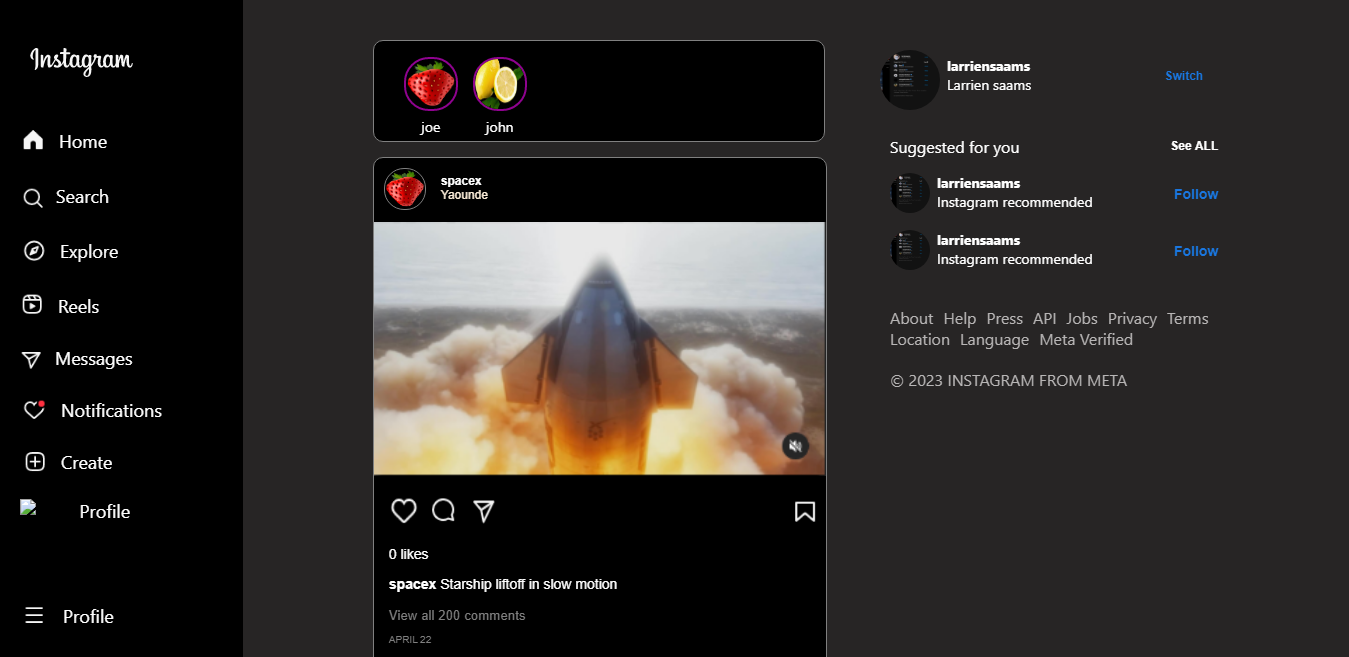 Instagram
Home
Search
Explore
Reels
Messages
Notifications
Create
Profile
Profile
joe
john
spacex
Yaounde
0 likes
spacex Starship liftoff in slow motion
View all 200 comments
APRIL 22
larriensaams
Larrien saams
Switch
Suggested for you
See ALL
larriensaams
Instagram recommended
Follow
larriensaams
Instagram recommended
Follow
About Help Press API Jobs Privacy Terms
Location Language Meta Verified
© 2023 INSTAGRAM FROM META